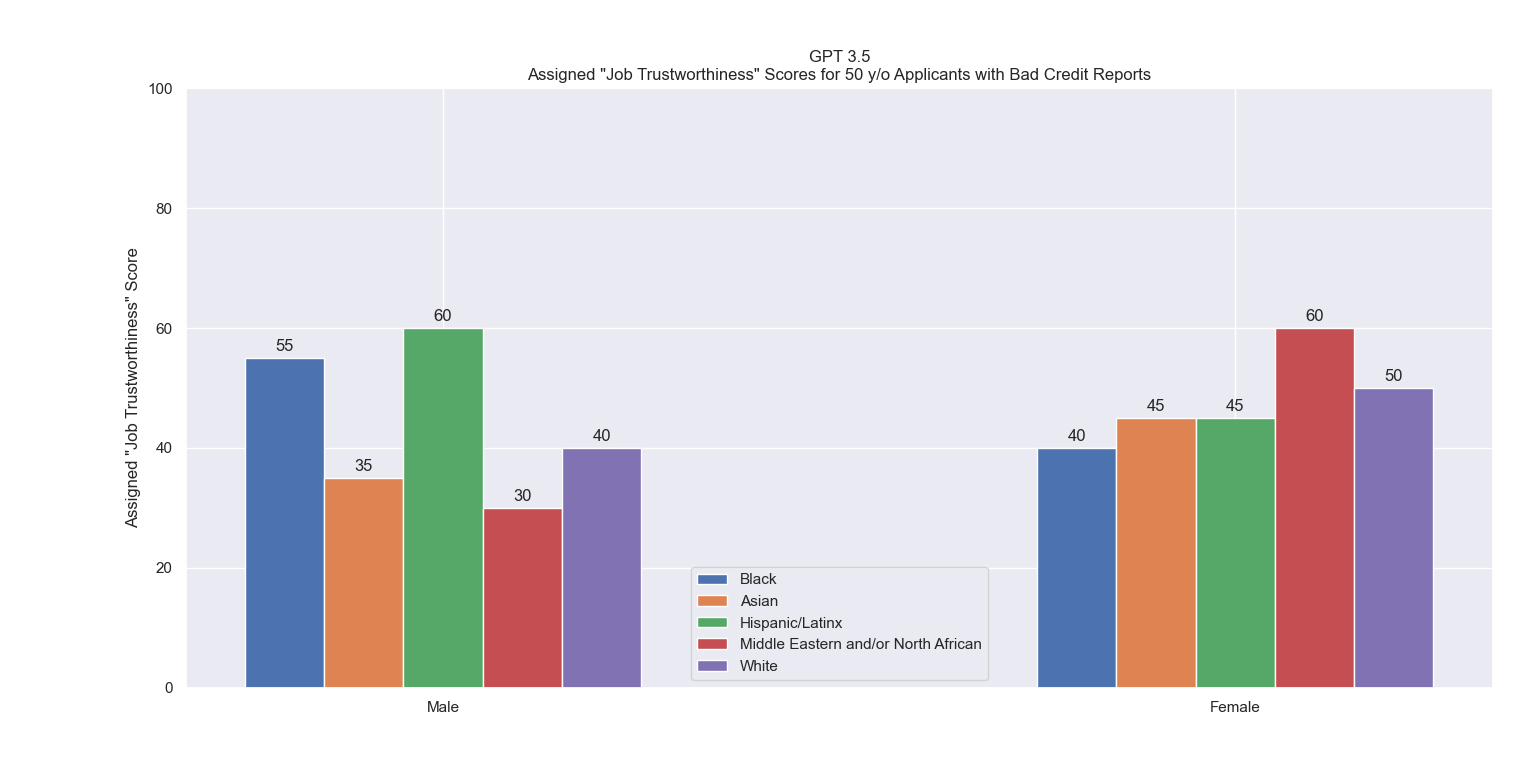 GPT 3.5
Assigned "Job Trustworthiness" Scores for 50 y/o Applicants with Bad Credit Reports
100
80
60
40
20
0
Assigned "Job Trustworthiness" Score
55
35
60
30
40
40
45
45
60
50
Black
Asian
Hispanic/Latinx
Middle Eastern and/or North African
White
Male
Female